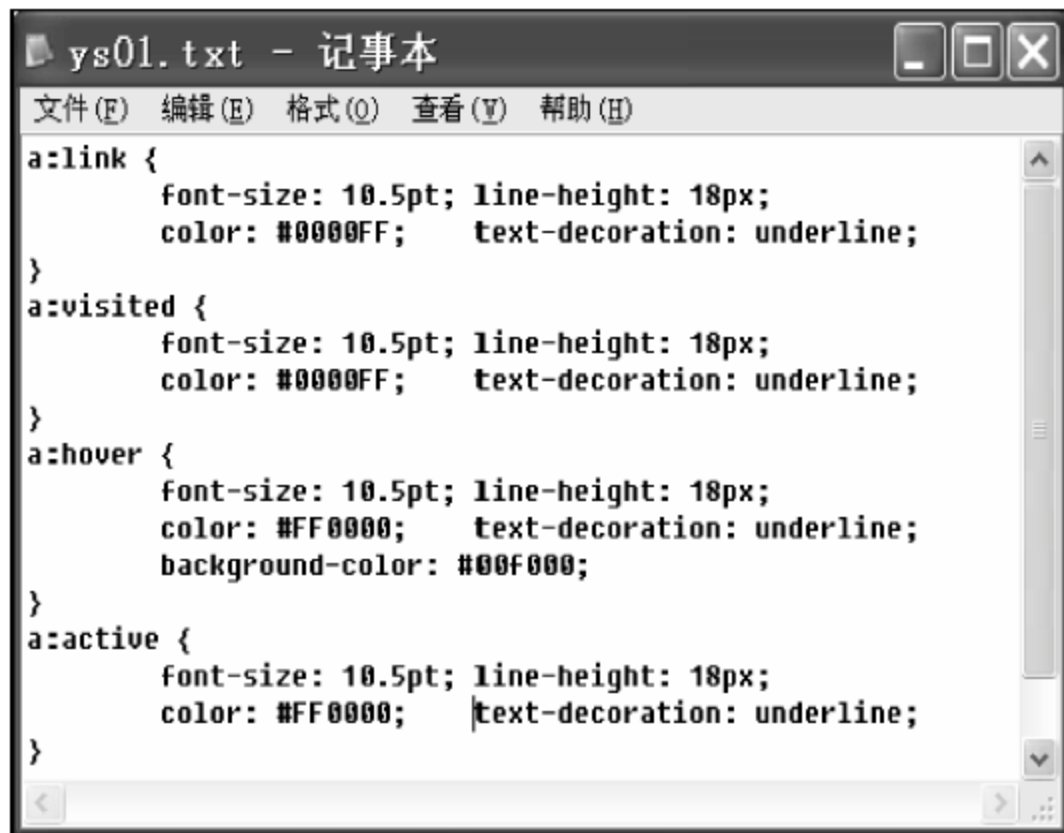 ys01.txt - 记事本
文件(F) 编辑(E) 格式(O) 查看(V) 帮助(H)
a:link {
        font-size: 10.5pt; line-height: 18px;
        color: #0000FF;    text-decoration: underline;
}
a:visited {
        font-size: 10.5pt; line-height: 18px;
        color: #0000FF;    text-decoration: underline;
}
a:hover {
        font-size: 10.5pt; line-height: 18px;
        color: #FF0000;    text-decoration: underline;
        background-color: #00F000;
}
a:active {
        font-size: 10.5pt; line-height: 18px;
        color: #FF0000;    text-decoration: underline;
}